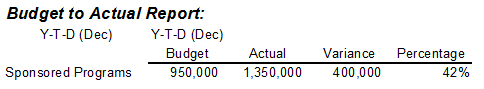 Budget to Actual Report:
Y-T-D (Dec) Y-T-D (Dec)
Budget Actual Variance Percentage
Sponsored Programs 950,000 1,350,000 400,000 42%